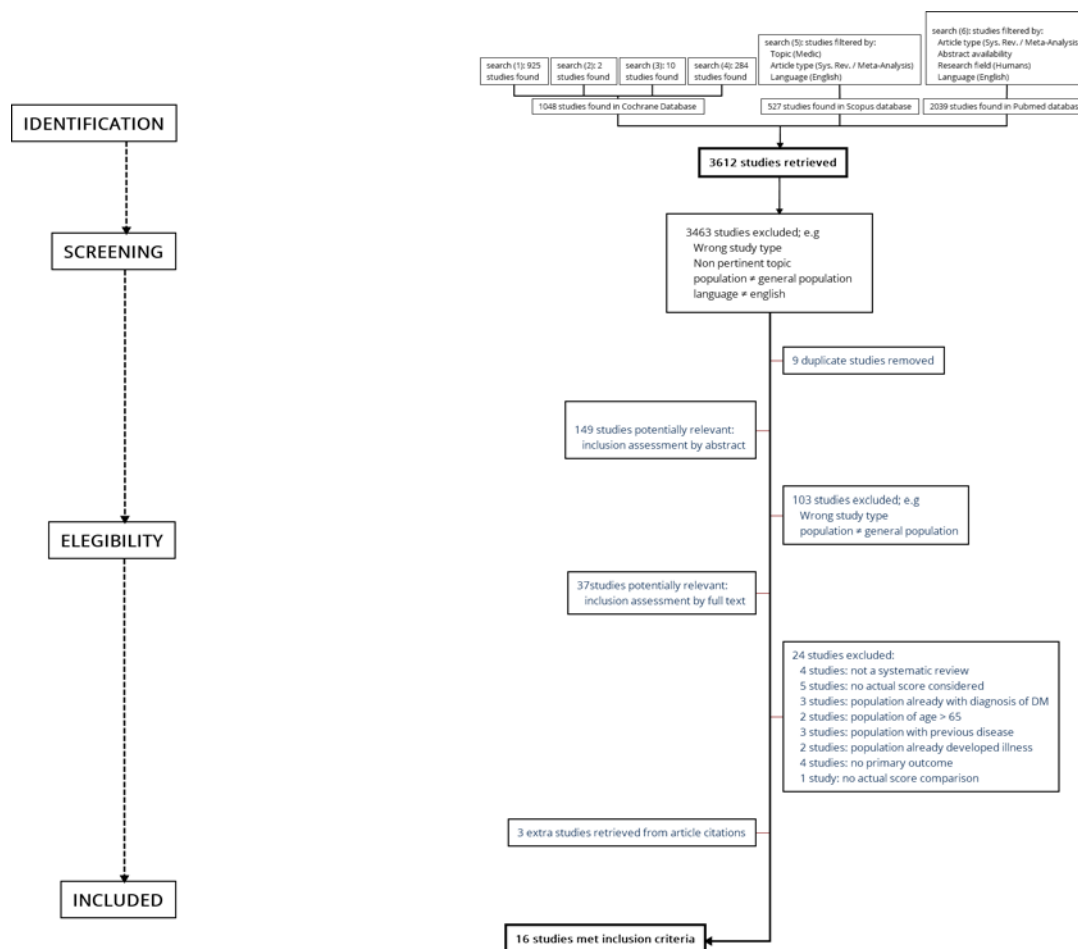 search (1): 925
studies found
search (2): 2
studies found
search (3): 10
studies found
search (4): 284
studies found
search (5): studies filtered by:
Topic (Medic)
Article type (Sys. Rev. / Meta-Analysis)
Language (English)
search (6): studies filtered by:
Article type (Sys. Rev. / Meta-Analysis
Abstract availability
Research field (Humans)
Language (English)
1048 studies found in Cochrane Database
527 studies found in Scopus database
2039 studies found in Pubmed databas
IDENTIFICATION
3612 studies retrieved
SCREENING
3463 studies excluded; e.g
Wrong study type
Non pertinent topic
population ≠ general population
language ≠ english
9 duplicate studies removed
149 studies potentially relevant:
inclusion assessment by abstract
103 studies excluded; e.g
Wrong study type
population ≠ general population
ELEGIBILITY
37studies potentially relevant:
inclusion assessment by full text
24 studies excluded:
4 studies: not a systematic review
5 studies: no actual score considered
3 studies: population already with diagnosis of DM
2 studies: population of age > 65
3 studies: population with previous disease
2 studies: population already developed illness
4 studies: no primary outcome
1 study: no actual score comparison
3 extra studies retrieved from article citations
INCLUDED
16 studies met inclusion criteria